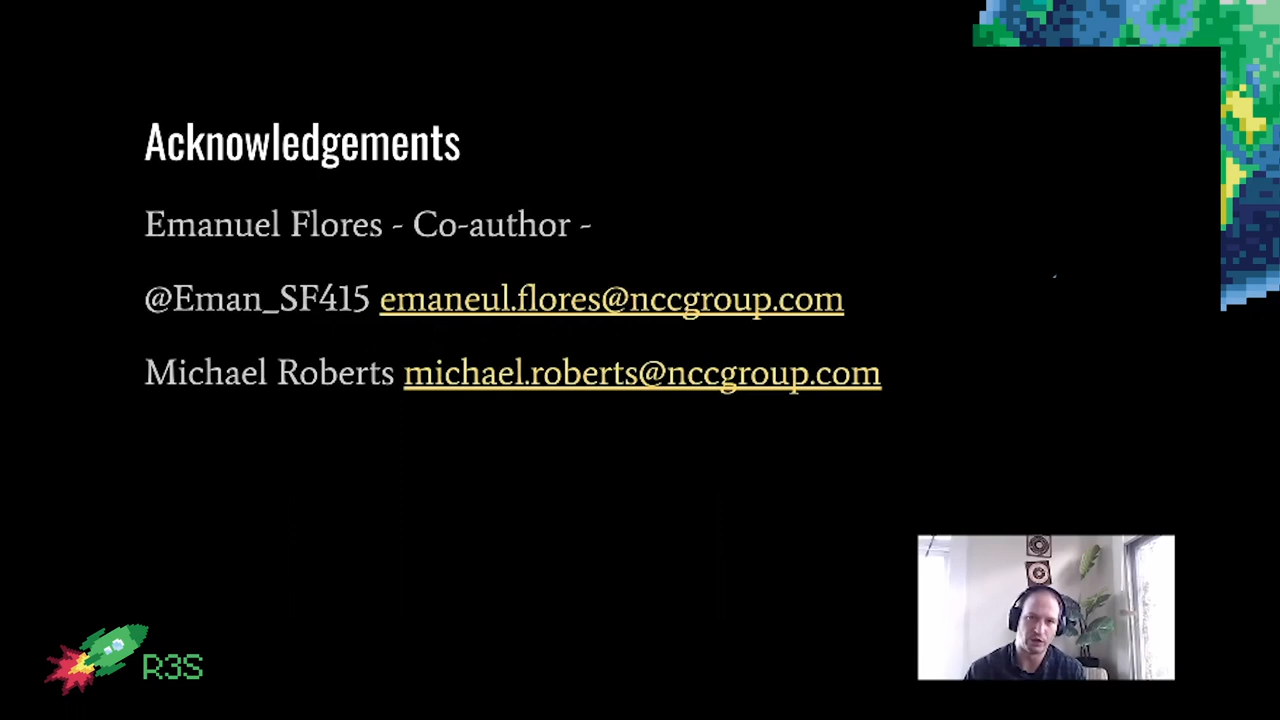 Acknowledgements
Emanuel Flores - Co-author -
@Eman_SF415 emaneul.flores@nccgroup.com
Michael Roberts michael.roberts@nccgroup.com
R3S